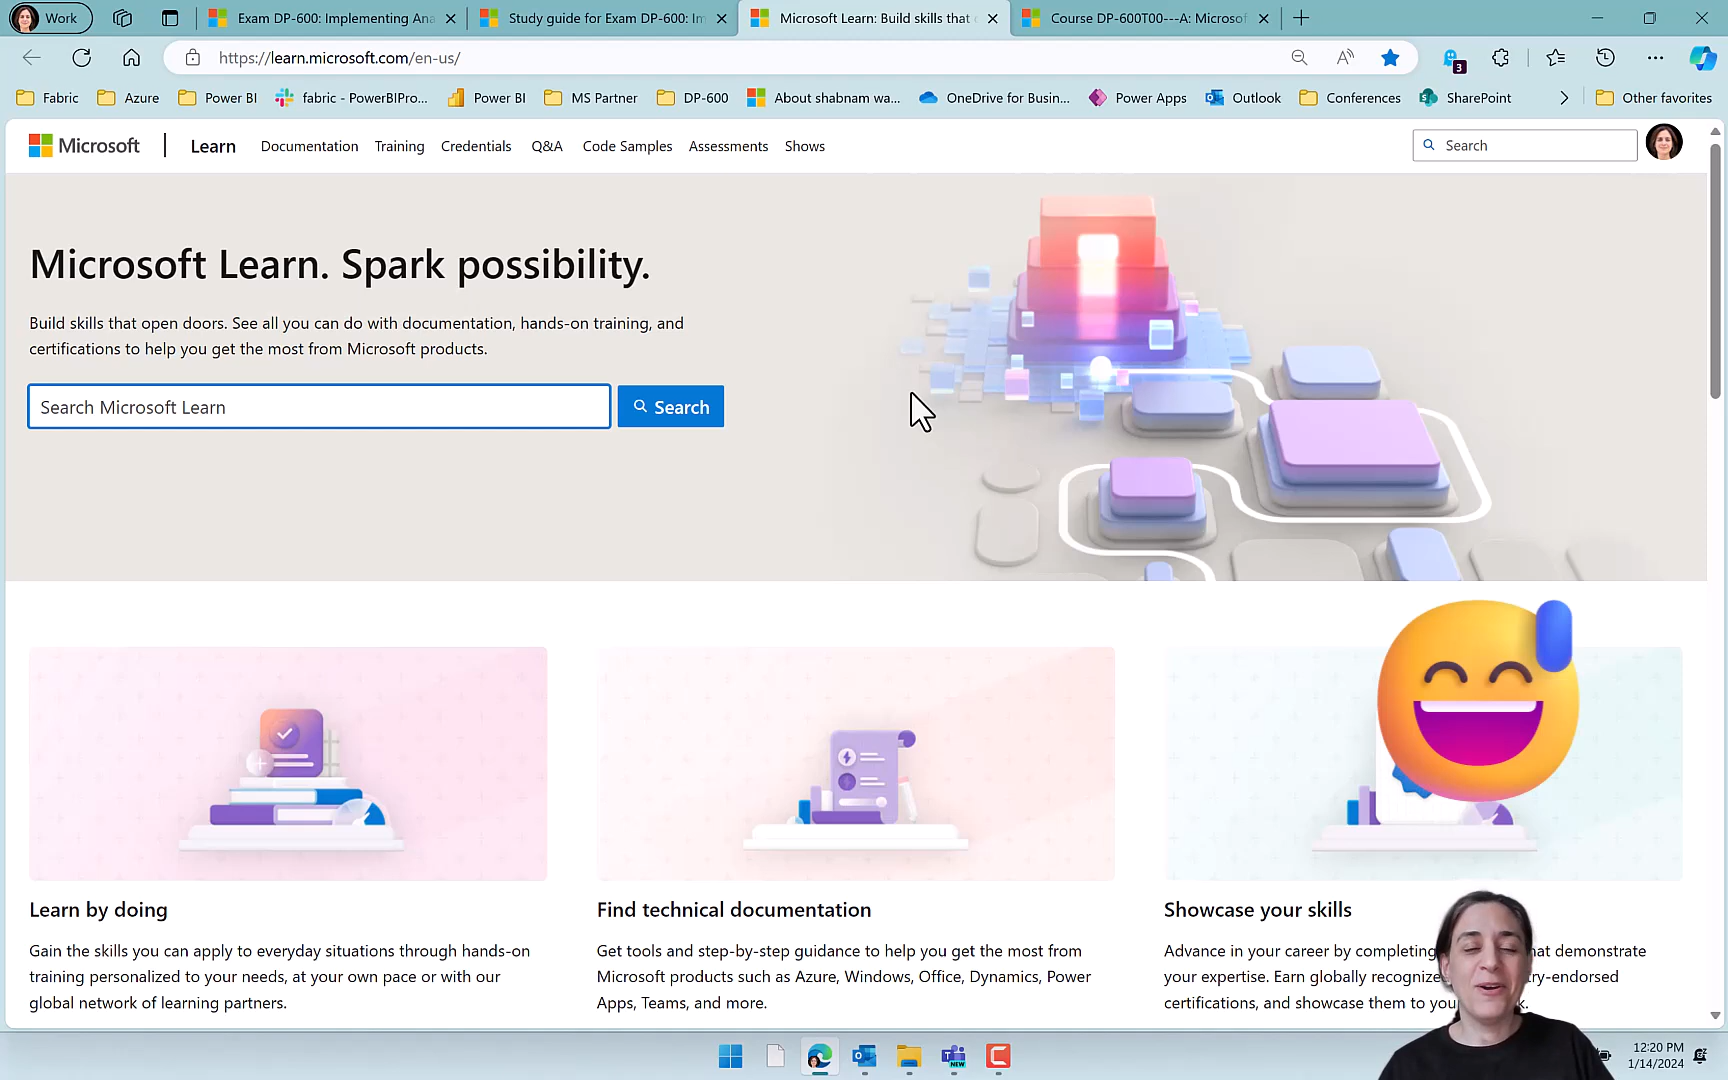 Work
Exam DP-600: Implementing Ana
Study guide for Exam DP-600: Im
Microsoft Learn: Build skills that
Course DP-600T00---A: Microsof
https://learn.microsoft.com/en-us/
3
Fabric
Azure
Power BI
fabric - PowerBIPro...
Power BI
MS Partner
DP-600
About shabnam wa...
OneDrive for Busin...
Power Apps
Outlook
Conferences
SharePoint
Other favorites
Microsoft
Learn
Documentation
Training
Credentials
Q&A
Code Samples
Assessments
Shows
Search
Microsoft Learn. Spark possibility.
Build skills that open doors. See all you can do with documentation, hands-on training, and
certifications to help you get the most from Microsoft products.
Search Microsoft Learn
Search
Learn by doing
Gain the skills you can apply to everyday situations through hands-on
training personalized to your needs, at your own pace or with our
global network of learning partners.
Find technical documentation
Get tools and step-by-step guidance to help you get the most from
Microsoft products such as Azure, Windows, Office, Dynamics, Power
Apps, Teams, and more.
Showcase your skills
Advance in your career by completing hat demonstrate
your expertise. Earn globally recognize ry-endorsed
certifications, and showcase them to you k.
NEW
12:20 PM
1/14/2024